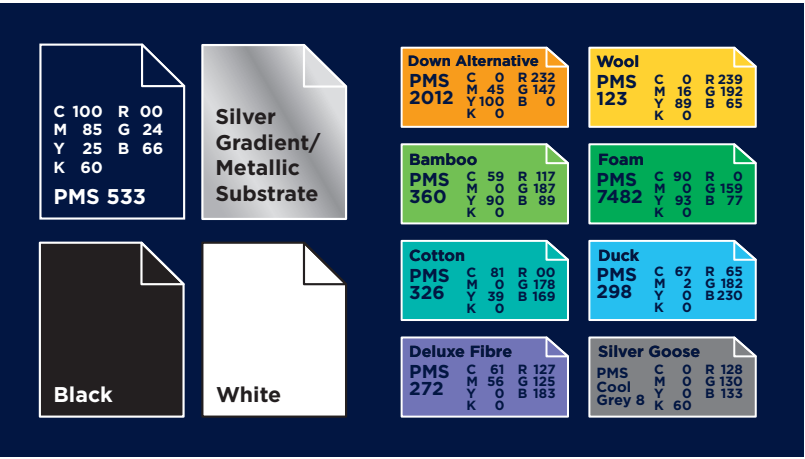 C 100 R 00
M 85 G 24
Y 25 B 66
K 60
PMS 533
Silver
Gradient/
Metallic
Substrate
Black
White
Down Alternative
PMS
2012
C 0 R 232
M 45 G 147
Y 100 B 0
K 0
Wool
PMS
123
C 0 R 239
M 16 G 192
Y 89 B 65
K 0
Bamboo
PMS
360
C 59 R 117
M 0 G 187
Y 90 B 89
K 0
Foam
PMS
7482
C 90 R 0
M 0 G 159
Y 93 B 77
K 0
Cotton
PMS
326
C 81 R 00
M 0 G 178
Y 39 B 169
K 0
Duck
PMS
298
C 67 R 65
M 2 G 182
Y 0 B 230
K 0
Deluxe Fibre
PMS
272
C 61 R 127
M 56 G 125
Y 0 B 183
K 0
Silver Goose
PMS
Cool
Grey 8
C 0 R 128
M 0 G 130
Y 0 B 133
K 60